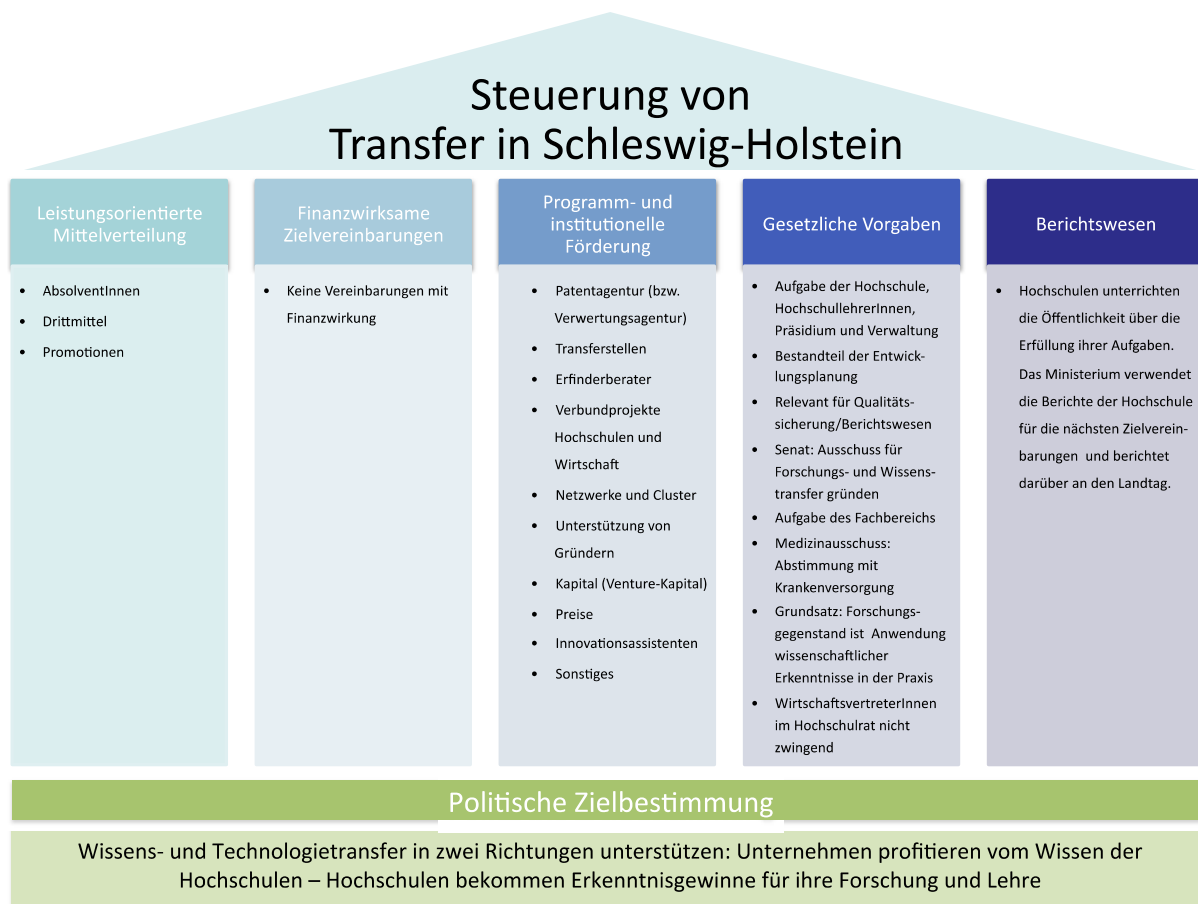 Steuerung von
Transfer in Schleswig-Holstein
Leistungsorientierte
Mittelverteilung
• AbsolventInnen
• Drittmittel
• Promotionen
Finanzwirksame
Zielvereinbarungen
• Keine Vereinbarungen mit
Finanzwirkung
Programm- und
institutionelle
Förderung
• Patentagentur (bzw.
Verwertungsagentur)
• Transferstellen
• Erfinderberater
• Verbundprojekte
Hochschulen und
Wirtschaft
• Netzwerke und Cluster
• Unterstützung von
Gründern
• Kapital (Venture-Kapital)
• Preise
• Innovationsassistenten
• Sonstiges
Gesetzliche Vorgaben
• Aufgabe der Hochschule,
HochschullehrerInnen,
Präsidium und Verwaltung
• Bestandteil der Entwick-
lungsplanung
• Relevant für Qualitäts-
sicherung/Berichtswesen
• Senat: Ausschuss für
Forschungs- und Wissens-
transfer gründen
• Aufgabe des Fachbereichs
• Medizinausschuss:
Abstimmung mit
Krankenversorgung
• Grundsatz: Forschungs-
gegenstand ist  Anwendung
wissenschaftlicher
Erkenntnisse in der Praxis
• WirtschaftsvertreterInnen
im Hochschulrat nicht
zwingend
Berichtswesen
• Hochschulen unterrichten
die Öffentlichkeit über die
Erfüllung ihrer Aufgaben.
Das Ministerium verwendet
die Berichte der Hochschule
für die nächsten Zielverein-
barungen  und berichtet
darüber an den Landtag.
Politische Zielbestimmung
Wissens- und Technologietransfer in zwei Richtungen unterstützen: Unternehmen profitieren vom Wissen der
Hochschulen – Hochschulen bekommen Erkenntnisgewinne für ihre Forschung und Lehre